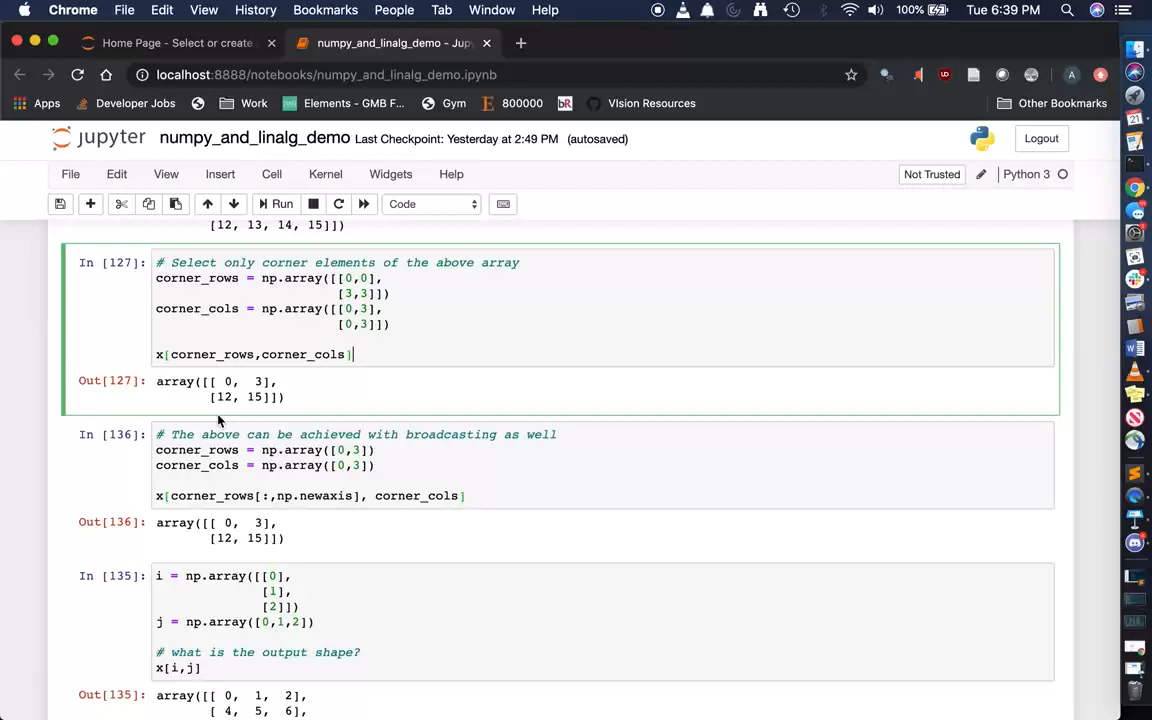 Chrome File Edit View History Bookmarks People Tab Window Help 100% Tue 6:39 PM
Home Page - Select or create numpy_and_linalg_demo - Jup
localhost:8888/notebooks/numpy_and_linalg_demo.ipynb
Apps Developer Jobs Work Elements - GMB F... Gym 800000 bR VIsion Resources Other Bookmarks
jupyter numpy_and_linalg_demo Last Checkpoint: Yesterday at 2:49 PM (autosaved) Logout
File Edit View Insert Cell Kernel Widgets Help Not Trusted Python 3
Run Code
[12, 13, 14, 15]])
In [127]: # Select only corner elements of the above array
corner_rows = np.array([[0,0],
[3,3]])
corner_cols = np.array([[0,3],
[0,3]])
x[corner_rows,corner_cols]
Out[127]: array([[ 0, 3],
[12, 15]])
In [136]: # The above can be achieved with broadcasting as well
corner_rows = np.array([0,3])
corner_cols = np.array([0,3])
x[corner_rows[:,np.newaxis], corner_cols]
Out[136]: array([[ 0, 3],
[12, 15]])
In [135]: i = np.array([[0],
[1],
[2]])
j = np.array([0,1,2])
# what is the output shape?
x[i,j]
Out[135]: array([[ 0, 1, 2],
[ 4, 5, 6],